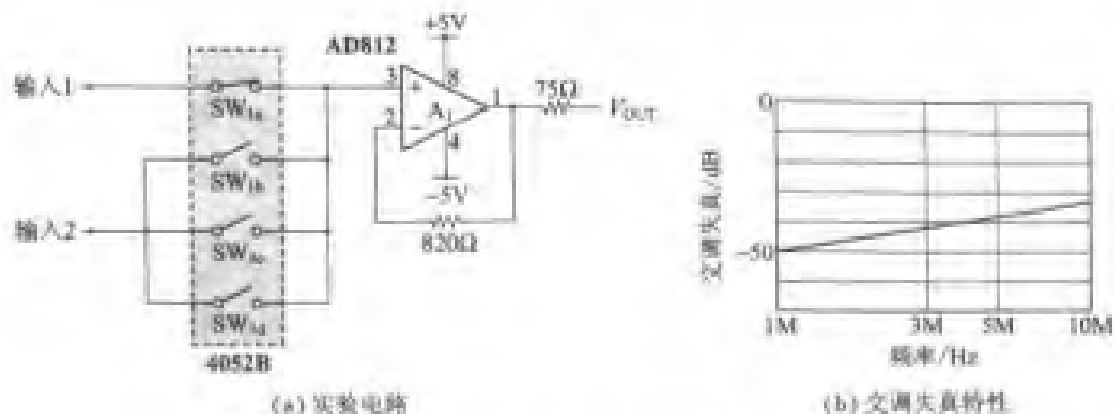 +5V
AD812
输入1
SW1a
3
+
8
A1
1
75Ω
VOUT
2
−
4
−5V
SW1b
输入2
SW1c
820Ω
SW1d
4052B
(a) 实验电路
0
交调失真/dB
−50
1M
3M
5M
10M
频率/Hz
(b) 交调失真特性